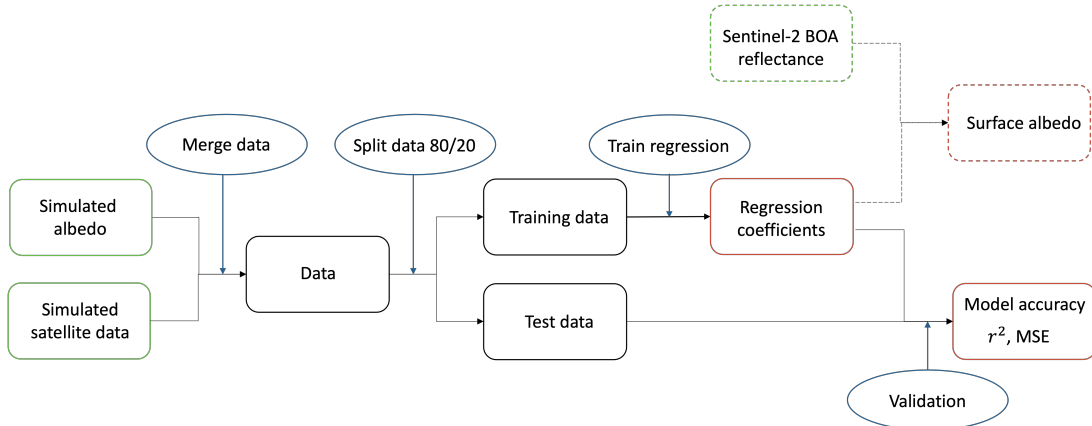 Sentinel-2 BOA
reflectance
Surface albedo
Merge data
Split data 80/20
Train regression
Simulated
albedo
Training data
Regression
coefficients
Data
Simulated
satellite data
Test data
Model accuracy
r², MSE
Validation